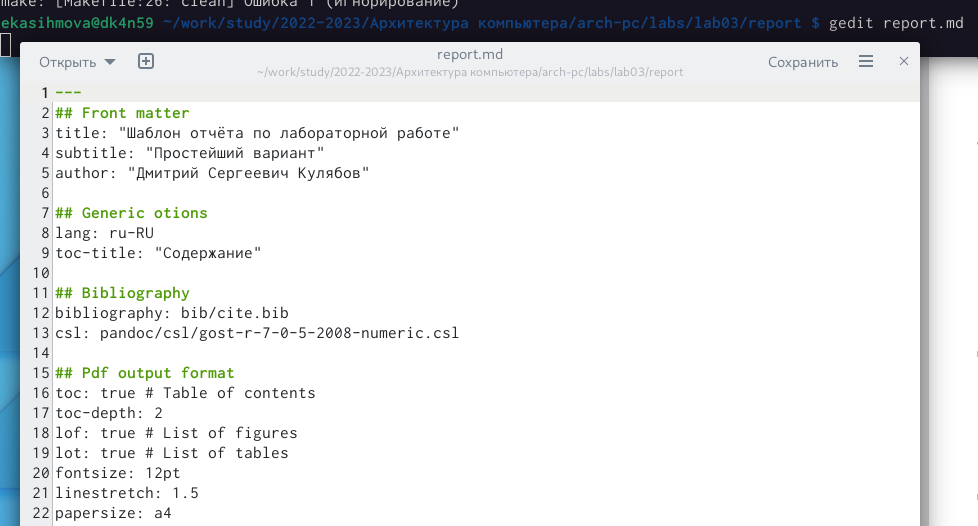 make: [Makefile:26: clean] Ошибка 1 (игнорирование)
ekasihmova@dk4n59 ~/work/study/2022-2023/Архитектура компьютера/arch-pc/labs/lab03/report $ gedit report.md
Открыть
report.md
~/work/study/2022-2023/Архитектура компьютера/arch-pc/labs/lab03/report
Сохранить
1 ---
2 ## Front matter
3 title: "Шаблон отчёта по лабораторной работе"
4 subtitle: "Простейший вариант"
5 author: "Дмитрий Сергеевич Кулябов"
6
7 ## Generic otions
8 lang: ru-RU
9 toc-title: "Содержание"
10
11 ## Bibliography
12 bibliography: bib/cite.bib
13 csl: pandoc/csl/gost-r-7-0-5-2008-numeric.csl
14
15 ## Pdf output format
16 toc: true # Table of contents
17 toc-depth: 2
18 lof: true # List of figures
19 lot: true # List of tables
20 fontsize: 12pt
21 linestretch: 1.5
22 papersize: a4